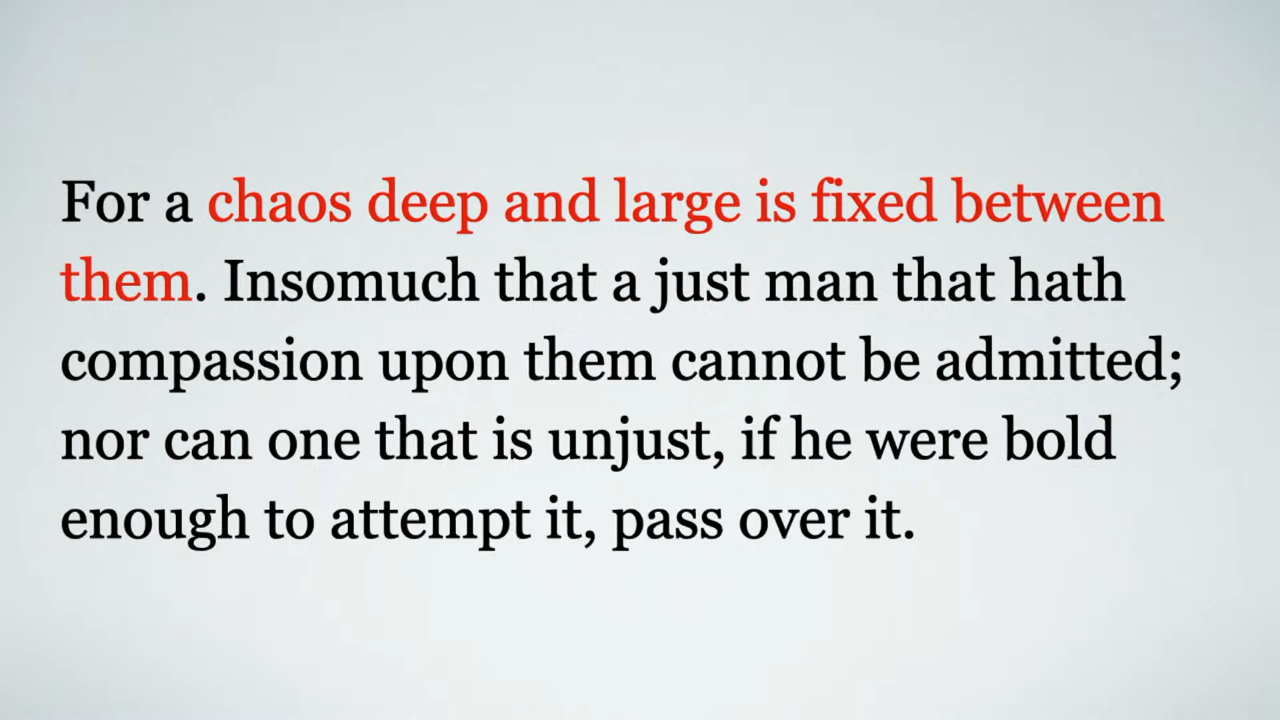 For a chaos deep and large is fixed between
them. Insomuch that a just man that hath
compassion upon them cannot be admitted;
nor can one that is unjust, if he were bold
enough to attempt it, pass over it.